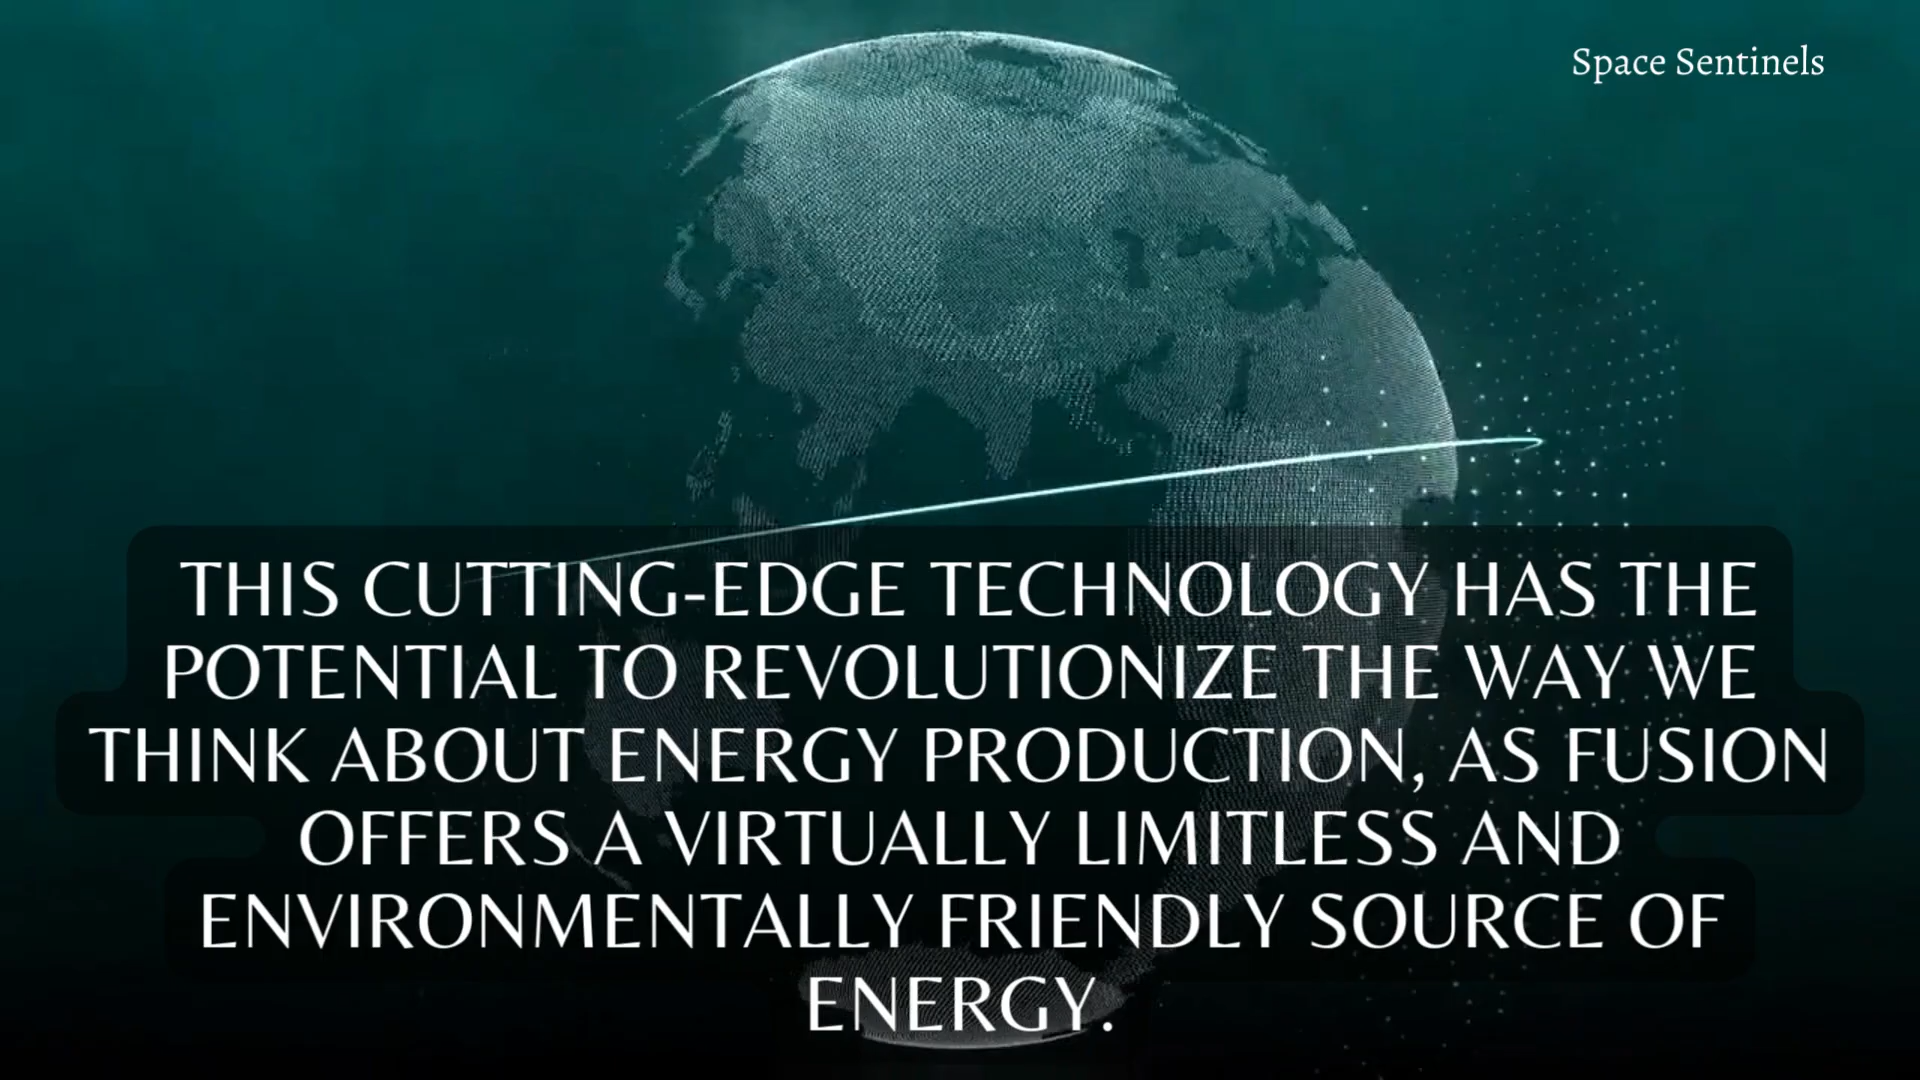 Space Sentinels
THIS CUTTING-EDGE TECHNOLOGY HAS THE
POTENTIAL TO REVOLUTIONIZE THE WAY WE
THINK ABOUT ENERGY PRODUCTION, AS FUSION
OFFERS A VIRTUALLY LIMITLESS AND
ENVIRONMENTALLY FRIENDLY SOURCE OF
ENERGY.